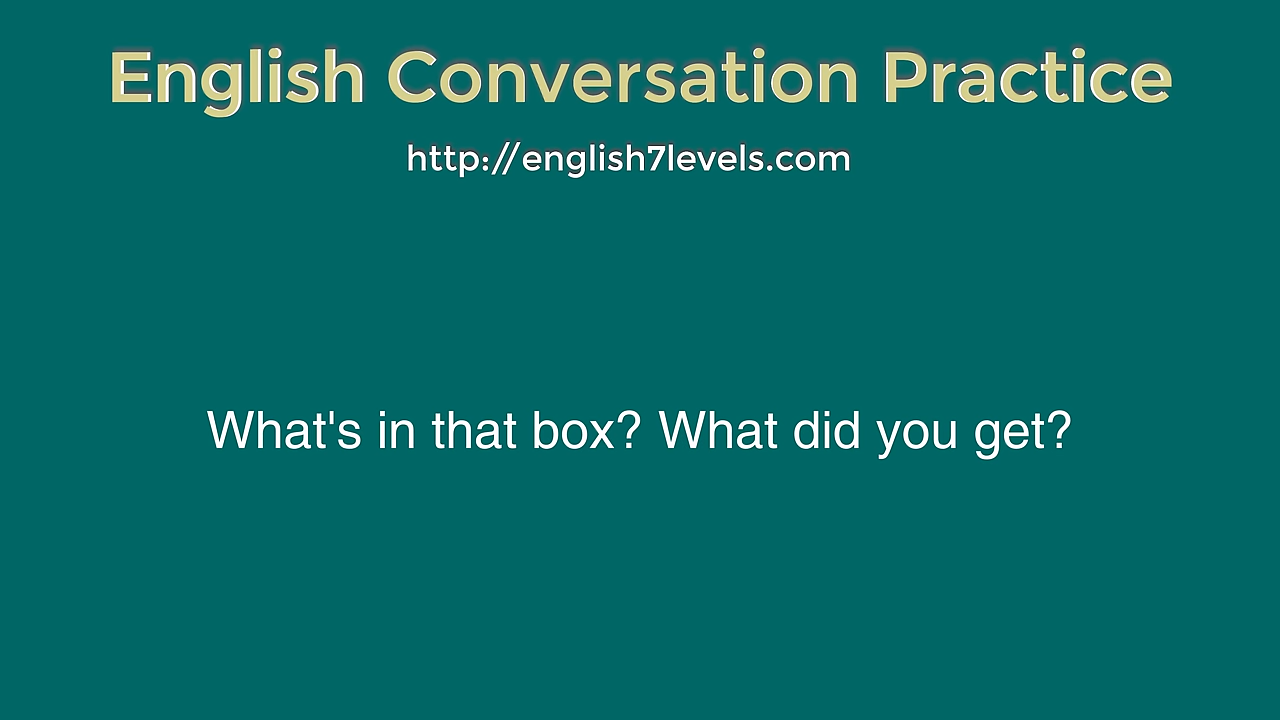 English Conversation Practice
http://english7levels.com
What's in that box? What did you get?